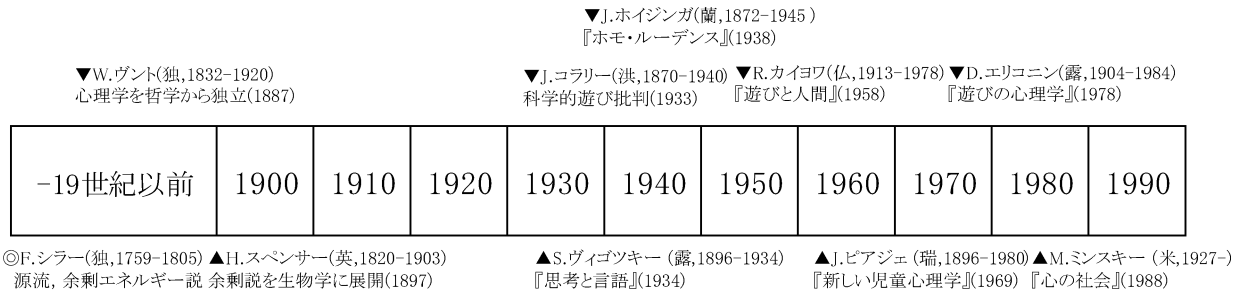 ▼J.ホイジンガ(蘭,1872-1945 )
『ホモ・ルーデンス』(1938)
▼W.ヴント(独,1832-1920)
心理学を哲学から独立(1887)
▼J.コラリー(洪,1870-1940)
科学的遊び批判(1933)
▼R.カイヨワ(仏,1913-1978)
『遊びと人間』(1958)
▼D.エリコニン(露,1904-1984)
『遊びの心理学』(1978)
-19世紀以前 1900 1910 1920 1930 1940 1950 1960 1970 1980 1990
◎F.シラー(独,1759-1805)
源流, 余剰エネルギー説
▲H.スペンサー(英,1820-1903)
余剰説を生物学に展開(1897)
▲S.ヴィゴツキー (露,1896-1934)
『思考と言語』(1934)
▲J.ピアジェ (瑞,1896-1980)
『新しい児童心理学』(1969)
▲M.ミンスキー (米,1927-)
『心の社会』(1988)